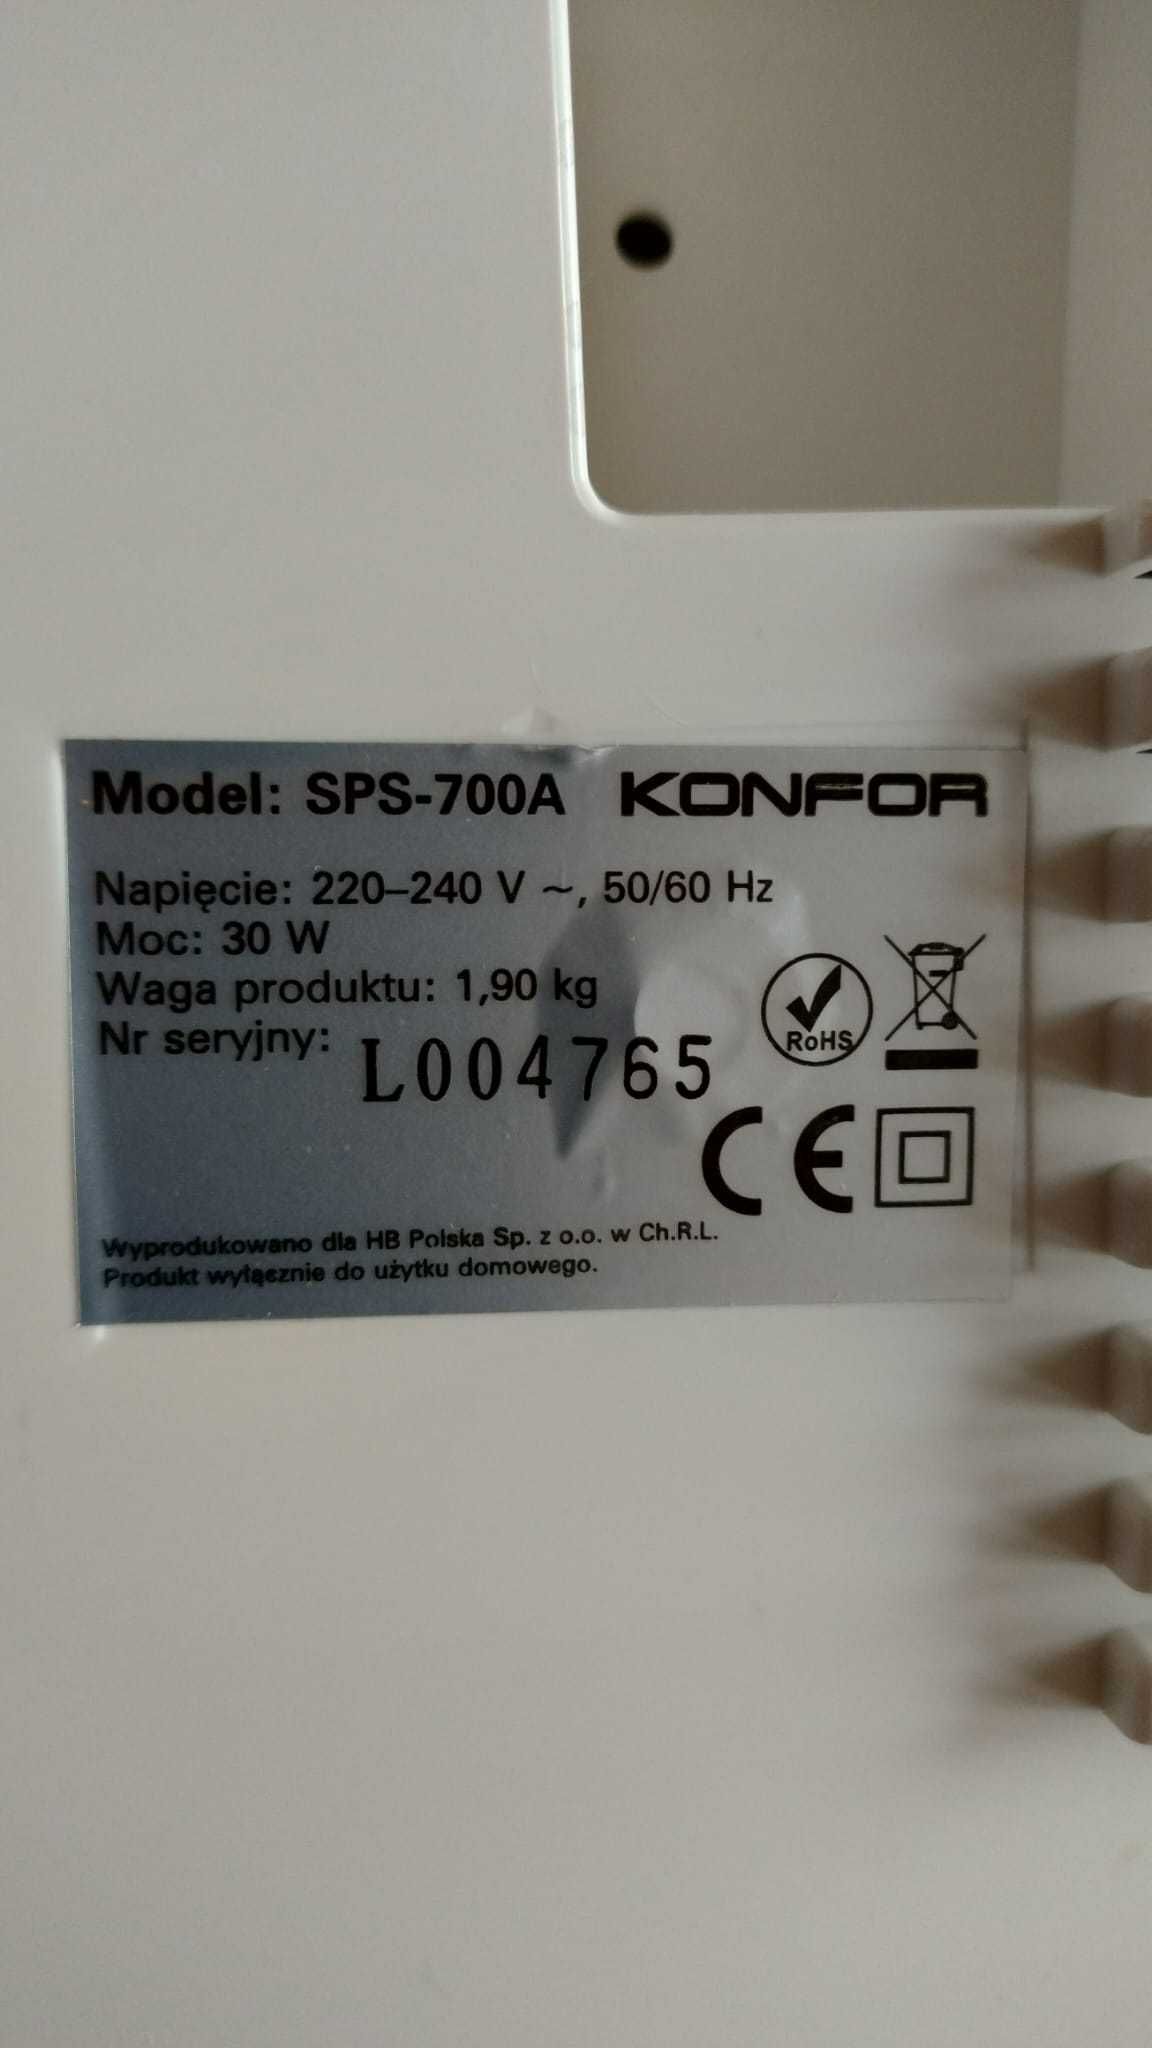 Model: SPS-700A KONFOR
Napięcie: 220–240 V ~, 50/60 Hz
Moc: 30 W
Waga produktu: 1,90 kg
Nr seryjny: L004765
RoHS
CE
Wyprodukowano dla HB Polska Sp. z o.o. w Ch.R.L.
Produkt wyłącznie do użytku domowego.